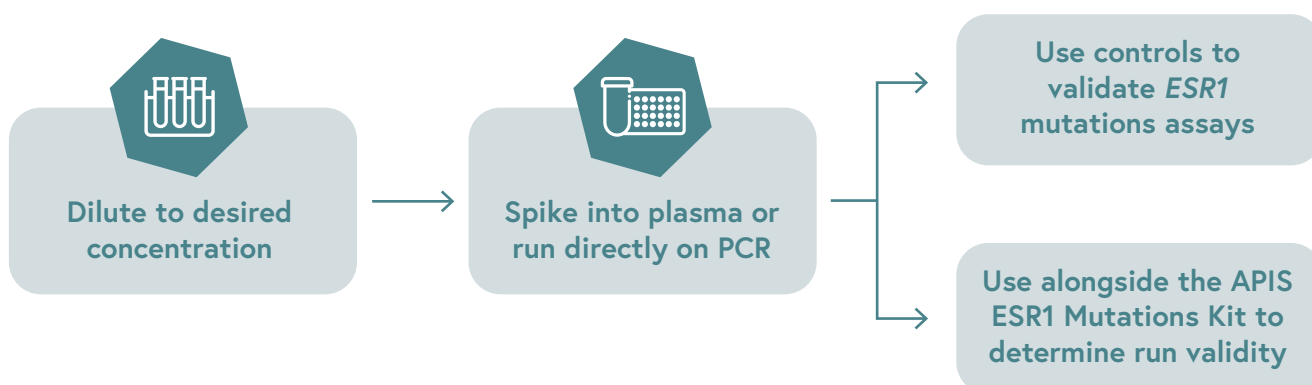 Dilute to desired
concentration
Spike into plasma or
run directly on PCR
Use controls to
validate ESR1
mutations assays
Use alongside the APIS
ESR1 Mutations Kit to
determine run validity